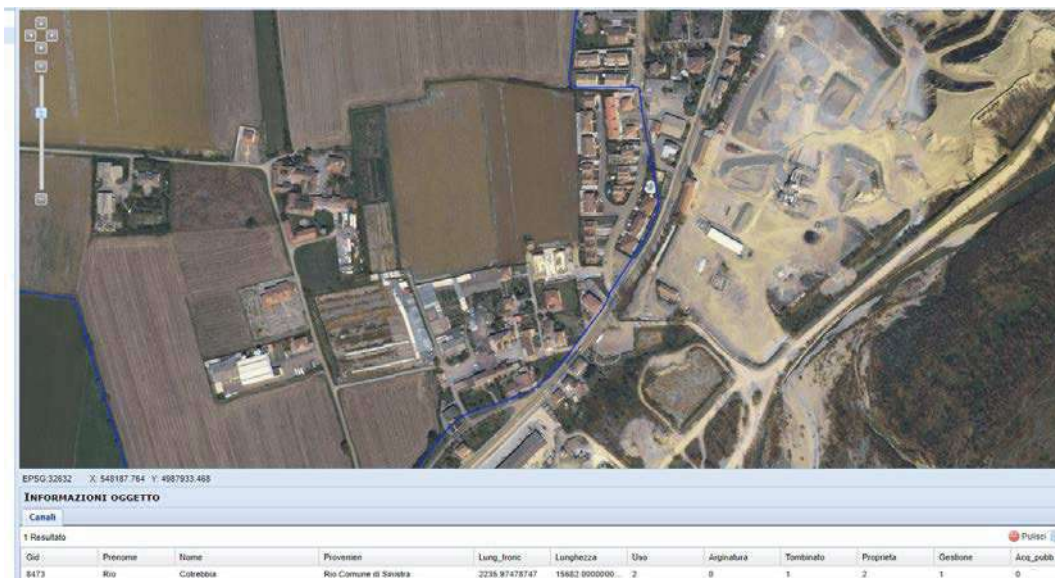 EPSG:32632 X: 548187.764 Y: 4987933.468
INFORMAZIONI OGGETTO
Canali
1 Resultato Pulisci
Gid Prenome Nome Provenien Lung_tronc Lunghezza Uso Arginatura Tombinato Proprieta Gestione Acq_pubb
8473 Rio Cotrebbia Rio Comune di Sinistra 2235.97478747 15682.0000000... 2 0 1 2 1 0